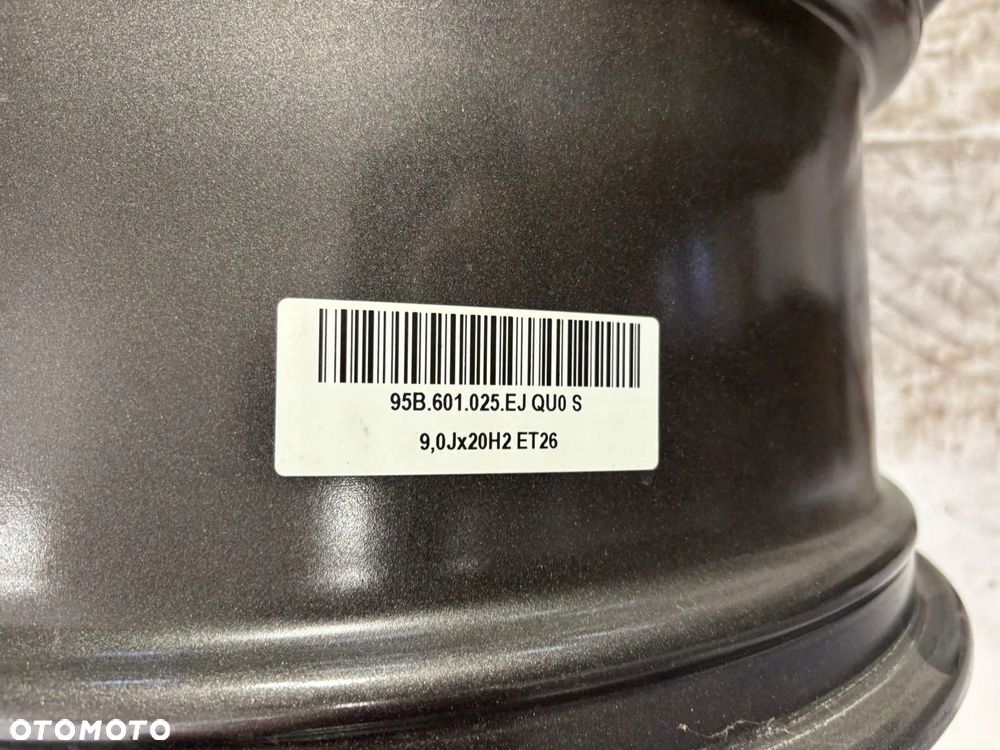 95B.601.025.EJ QU0 S
9,0Jx20H2 ET26
OTOMOTO